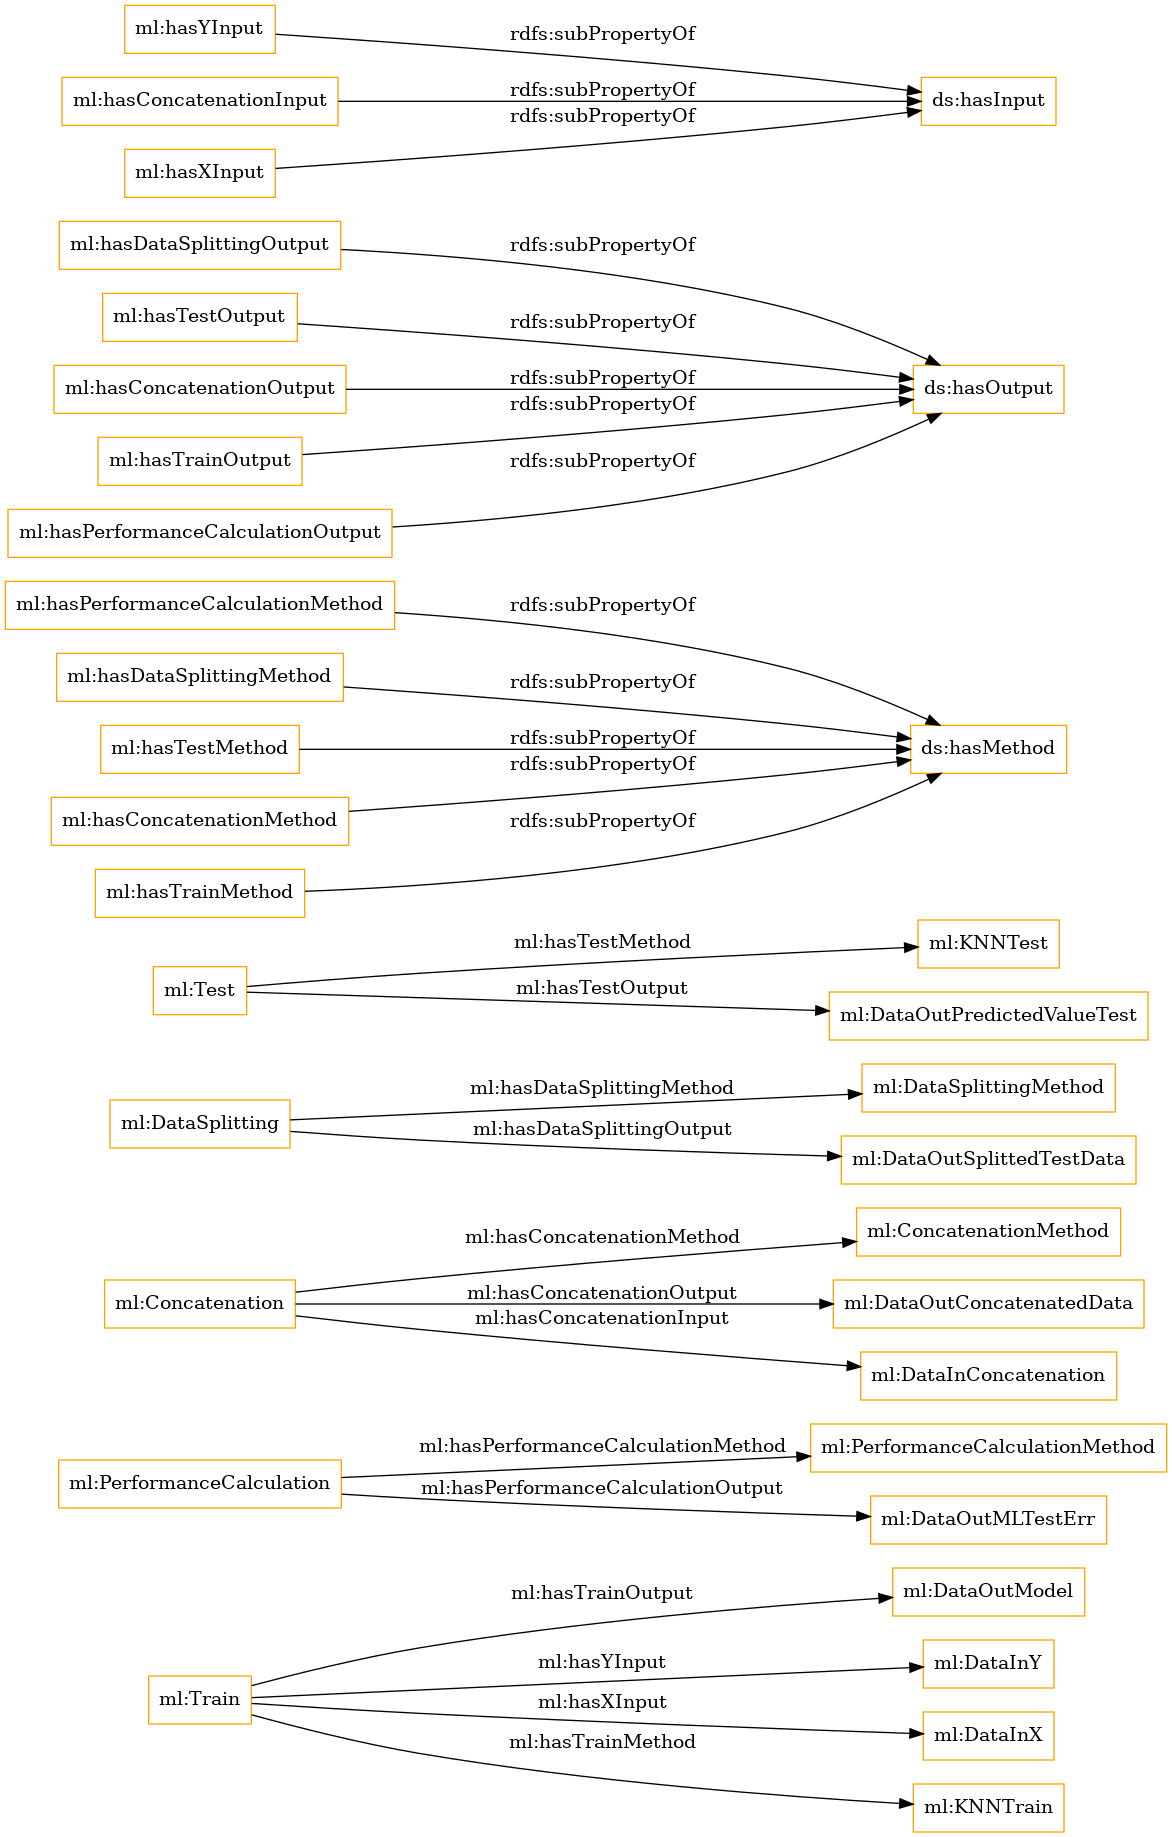 ml:hasYInput
rdfs:subPropertyOf
ml:hasConcatenationInput
rdfs:subPropertyOf
ds:hasInput
rdfs:subPropertyOf
ml:hasXInput
ml:hasDataSplittingOutput
rdfs:subPropertyOf
ml:hasTestOutput
rdfs:subPropertyOf
ml:hasConcatenationOutput
rdfs:subPropertyOf
ds:hasOutput
rdfs:subPropertyOf
ml:hasTrainOutput
rdfs:subPropertyOf
ml:hasPerformanceCalculationOutput
ml:hasPerformanceCalculationMethod
rdfs:subPropertyOf
ml:hasDataSplittingMethod
rdfs:subPropertyOf
ml:hasTestMethod
rdfs:subPropertyOf
ds:hasMethod
rdfs:subPropertyOf
ml:hasConcatenationMethod
rdfs:subPropertyOf
ml:hasTrainMethod
ml:hasTestMethod
ml:KNNTest
ml:Test
ml:hasTestOutput
ml:DataOutPredictedValueTest
ml:hasDataSplittingMethod
ml:DataSplittingMethod
ml:DataSplitting
ml:hasDataSplittingOutput
ml:DataOutSplittedTestData
ml:hasConcatenationMethod
ml:ConcatenationMethod
ml:Concatenation
ml:hasConcatenationOutput
ml:DataOutConcatenatedData
ml:hasConcatenationInput
ml:DataInConcatenation
ml:hasPerformanceCalculationMethod
ml:PerformanceCalculationMethod
ml:PerformanceCalculation
ml:hasPerformanceCalculationOutput
ml:DataOutMLTestErr
ml:hasTrainOutput
ml:DataOutModel
ml:hasYInput
ml:DataInY
ml:Train
ml:hasXInput
ml:DataInX
ml:hasTrainMethod
ml:KNNTrain